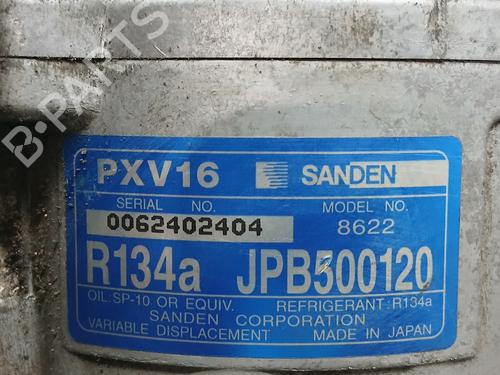 B-PARTS
PXV16 SANDEN
SERIAL NO. MODEL NO.
0062402404 8622
R134a JPB500120
OIL:SP-10 OR EQUIV. REFRIGERANT:R134a
SANDEN CORPORATION
VARIABLE DISPLACEMENT MADE IN JAPAN